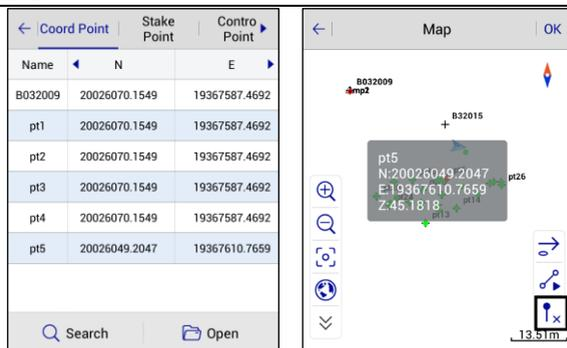 Coord Point
Stake
Point
Contro
Point
Name N E
B032009 20026070.1549 19367587.4692
pt1 20026070.1549 19367587.4692
pt2 20026070.1549 19367587.4692
pt3 20026070.1549 19367587.4692
pt4 20026070.1549 19367587.4692
pt5 20026049.2047 19367610.7659
Search Open
Map OK
B032009
B32015
pt5
N:20026049.2047
E:19367610.7659
Z:45.1818
pt26
pt14
pt13
13.51m